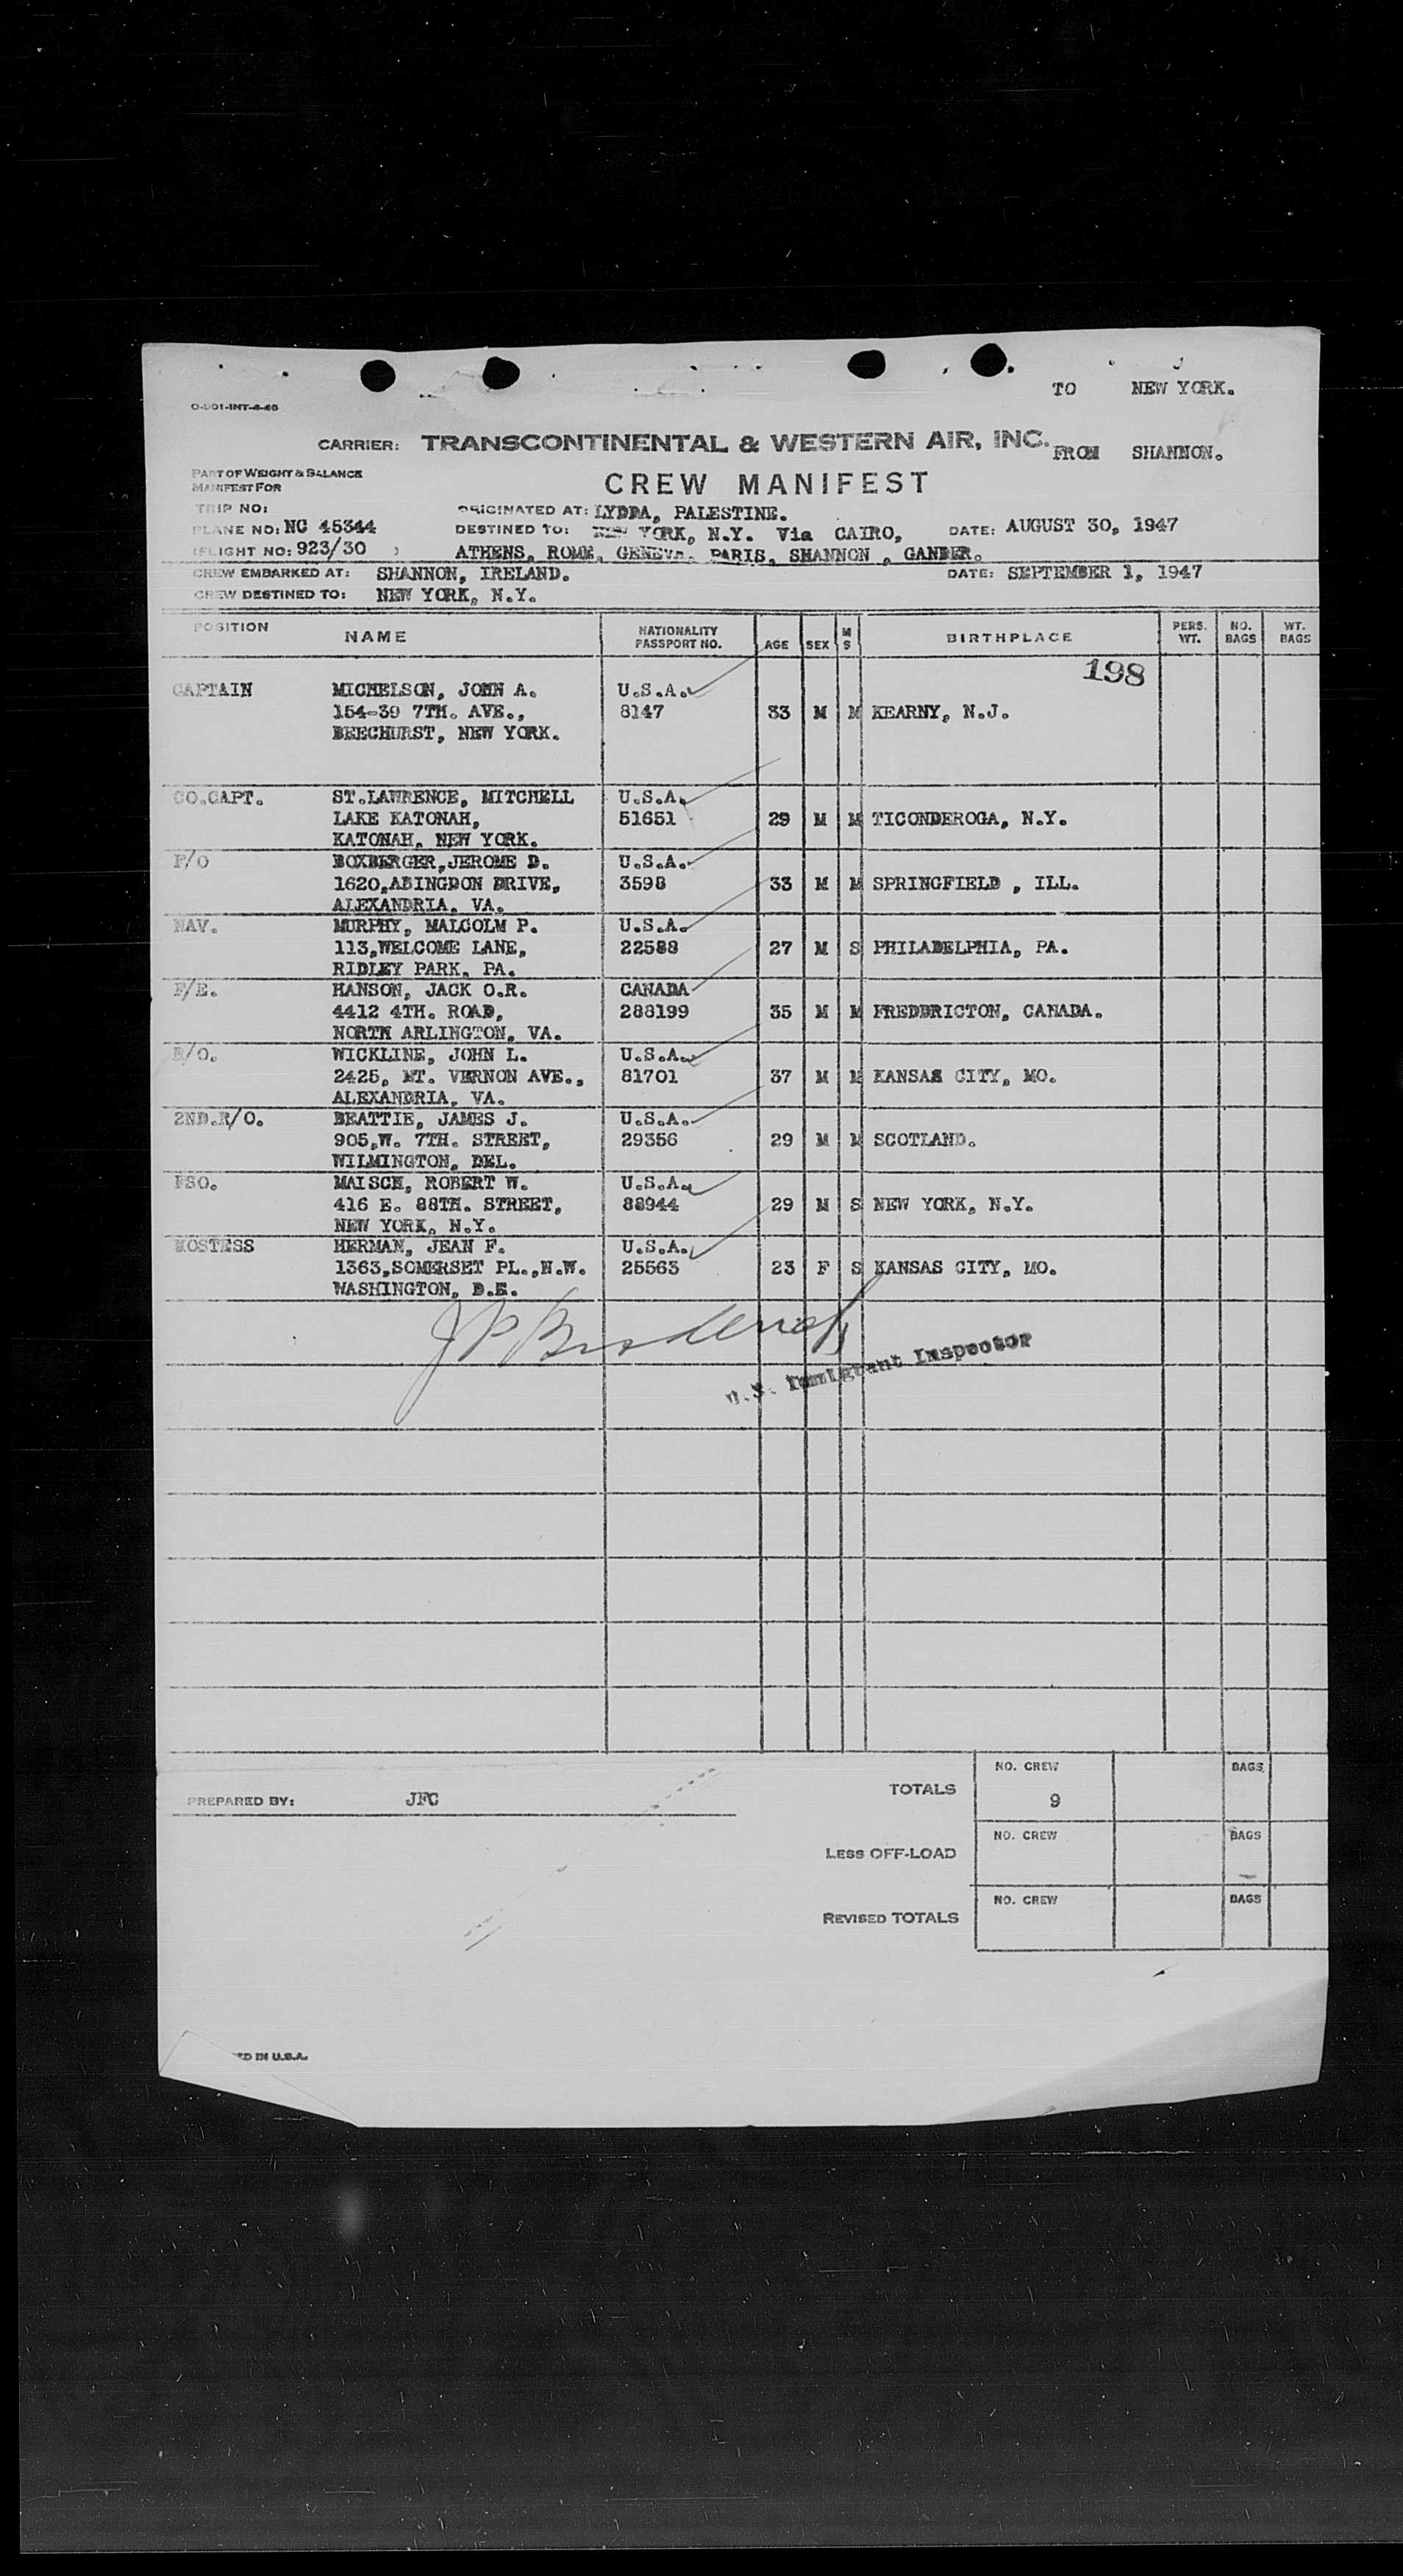 TO NEW YORK.
O-901-INT-4-46
CARRIER: TRANSCONTINENTAL & WESTERN AIR, INC. FROM SHANNON.
PART OF WEIGHT & BALANCE
MANIFEST FOR
CREW MANIFEST
TRIP NO: ORIGINATED AT: LYDDA, PALESTINE.
PLANE NO: NC 45344 DESTINED TO: NEW YORK, N.Y. Via CAIRO, DATE: AUGUST 30, 1947
(FLIGHT NO: 923/30 ) ATHENS, ROME, GENEVA, PARIS, SHANNON , GANDER.
CREW EMBARKED AT: SHANNON, IRELAND. DATE: SEPTEMBER 1, 1947
CREW DESTINED TO: NEW YORK, N.Y.
POSITION NAME NATIONALITY PASSPORT NO. AGE SEX M S BIRTHPLACE PERS. WT. NO. BAGS WT. BAGS
198
CAPTAIN MICHELSON, JOHN A. U.S.A.
154-39 7TH. AVE., 8147 33 M M KEARNY, N.J.
BEECHURST, NEW YORK.
CO.CAPT. ST.LAWRENCE, MITCHELL U.S.A.
LAKE KATONAH, 51651 29 M M TICONDEROGA, N.Y.
KATONAH, NEW YORK.
F/O BOXBERGER,JEROME D. U.S.A.
1620,ABINGDON DRIVE, 3598 33 M M SPRINGFIELD , ILL.
ALEXANDRIA, VA.
NAV. MURPHY, MALCOLM P. U.S.A.
113,WELCOME LANE, 22588 27 M S PHILADELPHIA, PA.
RIDLEY PARK, PA.
F/E. HANSON, JACK O.R. CANADA
4412 4TH. ROAD, 288199 35 M M FREDERICTON, CANADA.
NORTH ARLINGTON, VA.
R/O. WICKLINE, JOHN L. U.S.A.
2425, MT. VERNON AVE., 81701 37 M M KANSAS CITY, MO.
ALEXANDRIA, VA.
2ND.R/O. BEATTIE, JAMES J. U.S.A.
905,W. 7TH. STREET, 29356 29 M M SCOTLAND.
WILMINGTON, DEL.
FSO. MAISCH, ROBERT W. U.S.A.
416 E. 88TH. STREET, 88944 29 M S NEW YORK, N.Y.
NEW YORK, N.Y.
HOSTESS HERMAN, JEAN F. U.S.A.
1363,SOMERSET PL.,N.W. 25563 23 F S KANSAS CITY, MO.
WASHINGTON,
U.S. Immigrant Inspector
NO. CREW BAGS
TOTALS
PREPARED BY: JFC 9
NO. CREW BAGS
LESS OFF-LOAD
NO. CREW BAGS
REVISED TOTALS
IN U.S.A.